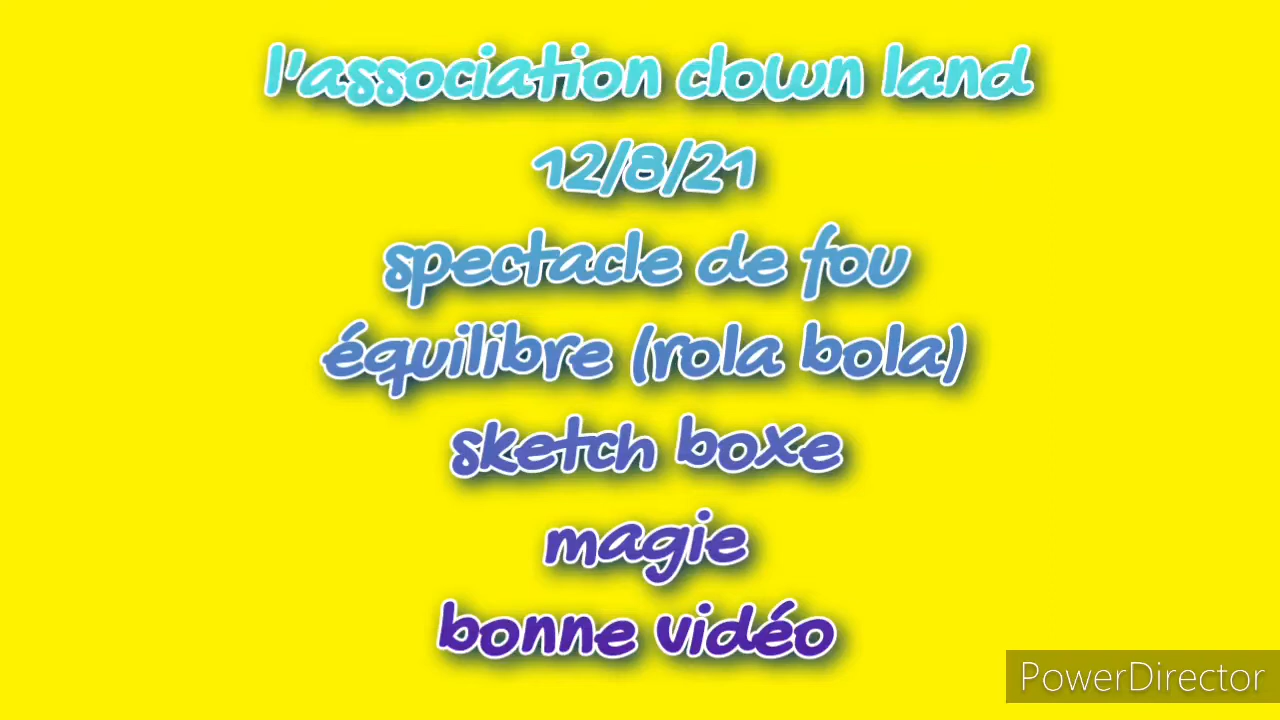 l'association clown land
12/8/21
spectacle de fou
équilibre (rola bola)
sketch boxe
magie
bonne vidéo
PowerDirector